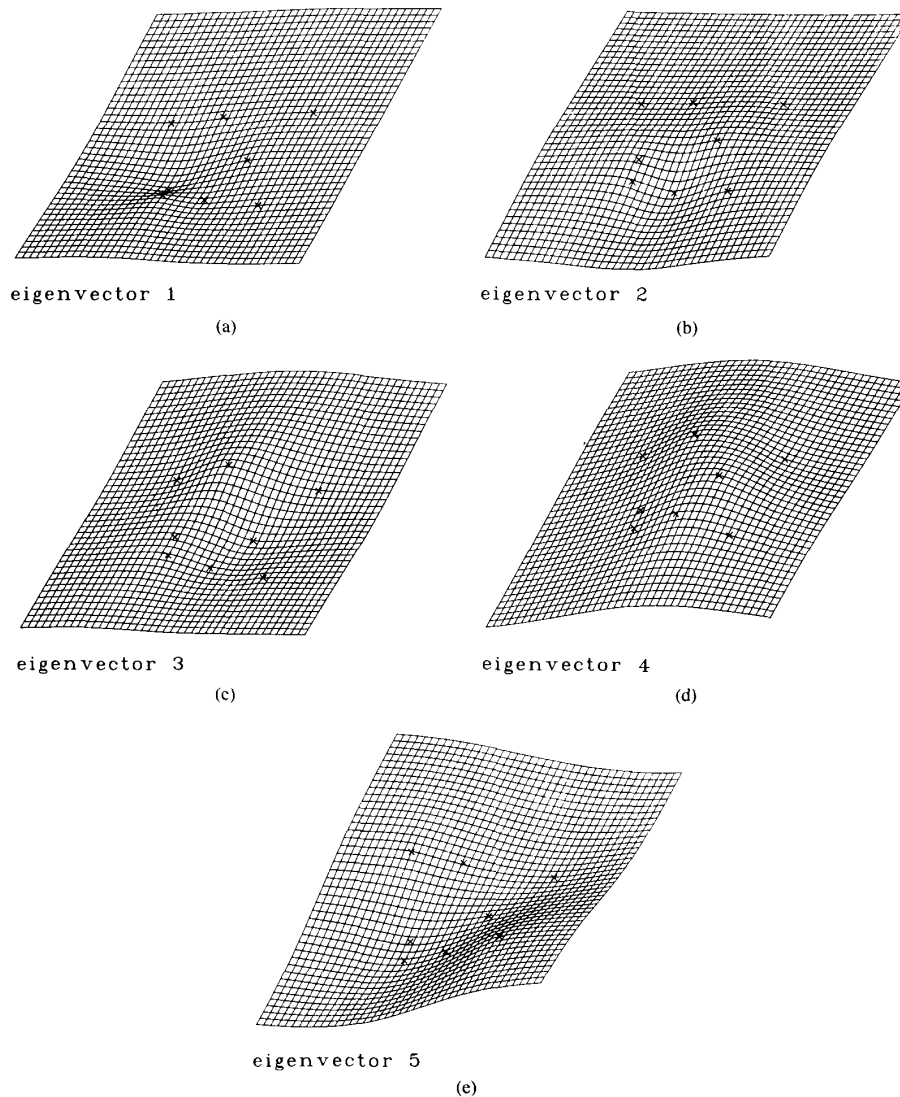 eigenvector 1
eigenvector 2
(a)
(b)
eigenvector 3
eigenvector 4
(c)
(d)
eigenvector 5
(e)